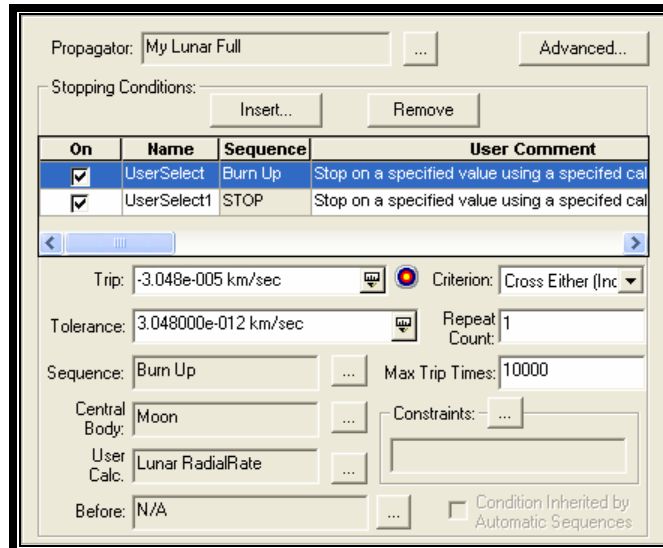 Propagator: My Lunar Full ... Advanced...
Stopping Conditions:
Insert... Remove
On Name Sequence User Comment
UserSelect Burn Up Stop on a specified value using a specifed cal
UserSelect1 STOP Stop on a specified value using a specifed cal
Trip: -3.048e-005 km/sec Criterion: Cross Either (Inc
Tolerance: 3.048000e-012 km/sec Repeat Count: 1
Sequence: Burn Up ... Max Trip Times: 10000
Central Body: Moon ... Constraints: ...
User Calc. Lunar RadialRate ...
Before: N/A ... Condition Inherited by
Automatic Sequences